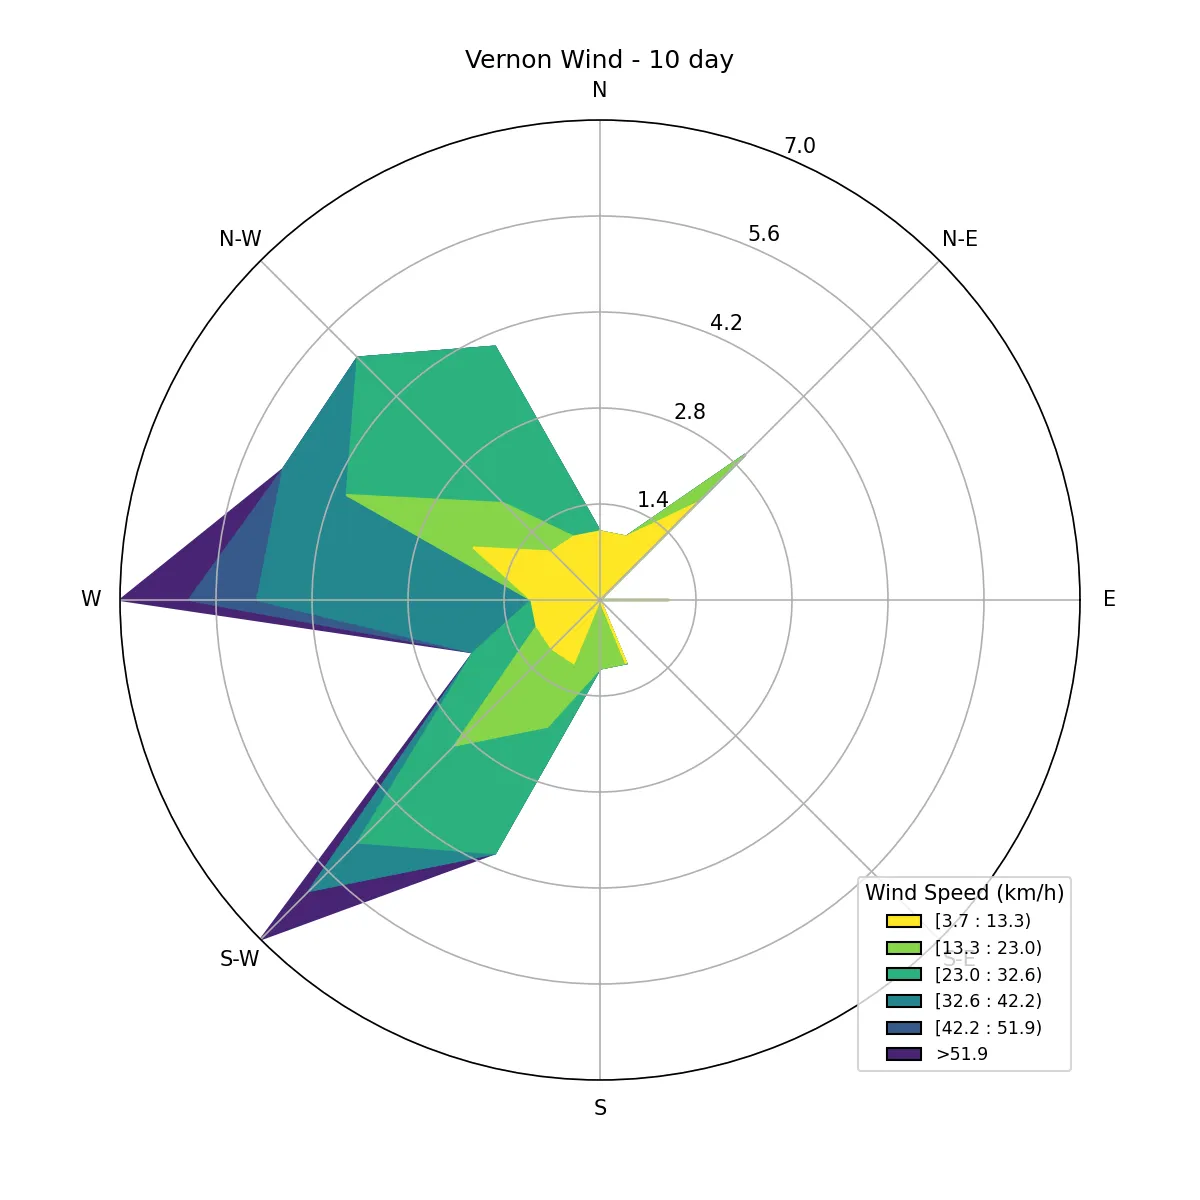 Vernon Wind - 10 day
N
7.0
5.6
N-W
N-E
4.2
2.8
1.4
W
E
S-W
S-E
S
Wind Speed (km/h)
[3.7 : 13.3)
[13.3 : 23.0)
[23.0 : 32.6)
[32.6 : 42.2)
[42.2 : 51.9)
>51.9